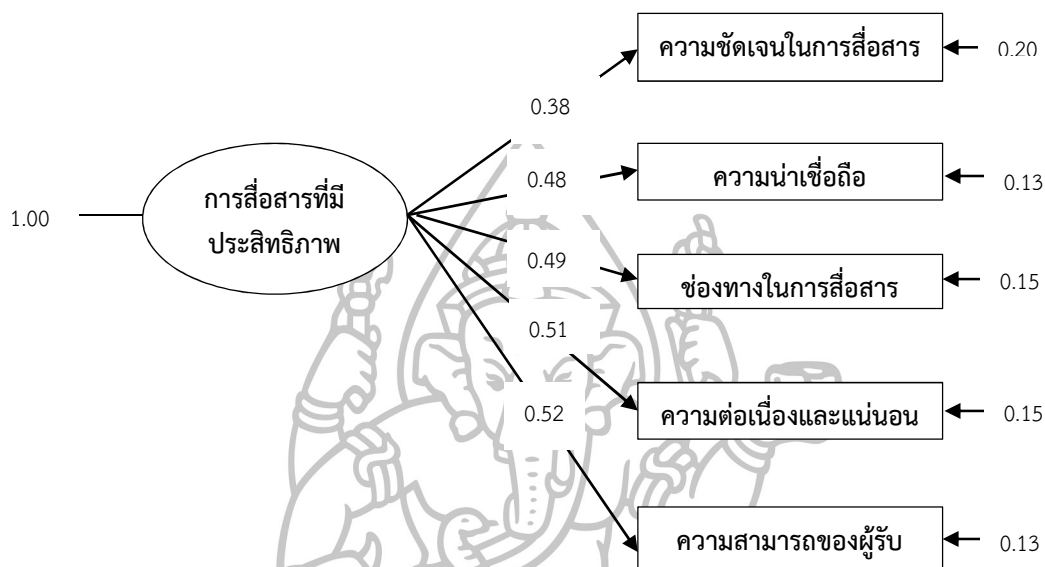 ความชัดเจนในการสื่อสาร
0.20
0.38
ความน่าเชื่อถือ
0.13
0.48
1.00
การสื่อสารที่มี
ประสิทธิภาพ
0.49
ช่องทางในการสื่อสาร
0.15
0.51
0.52
ความต่อเนื่องและแน่นอน
0.15
ความสามารถของผู้รับ
0.13